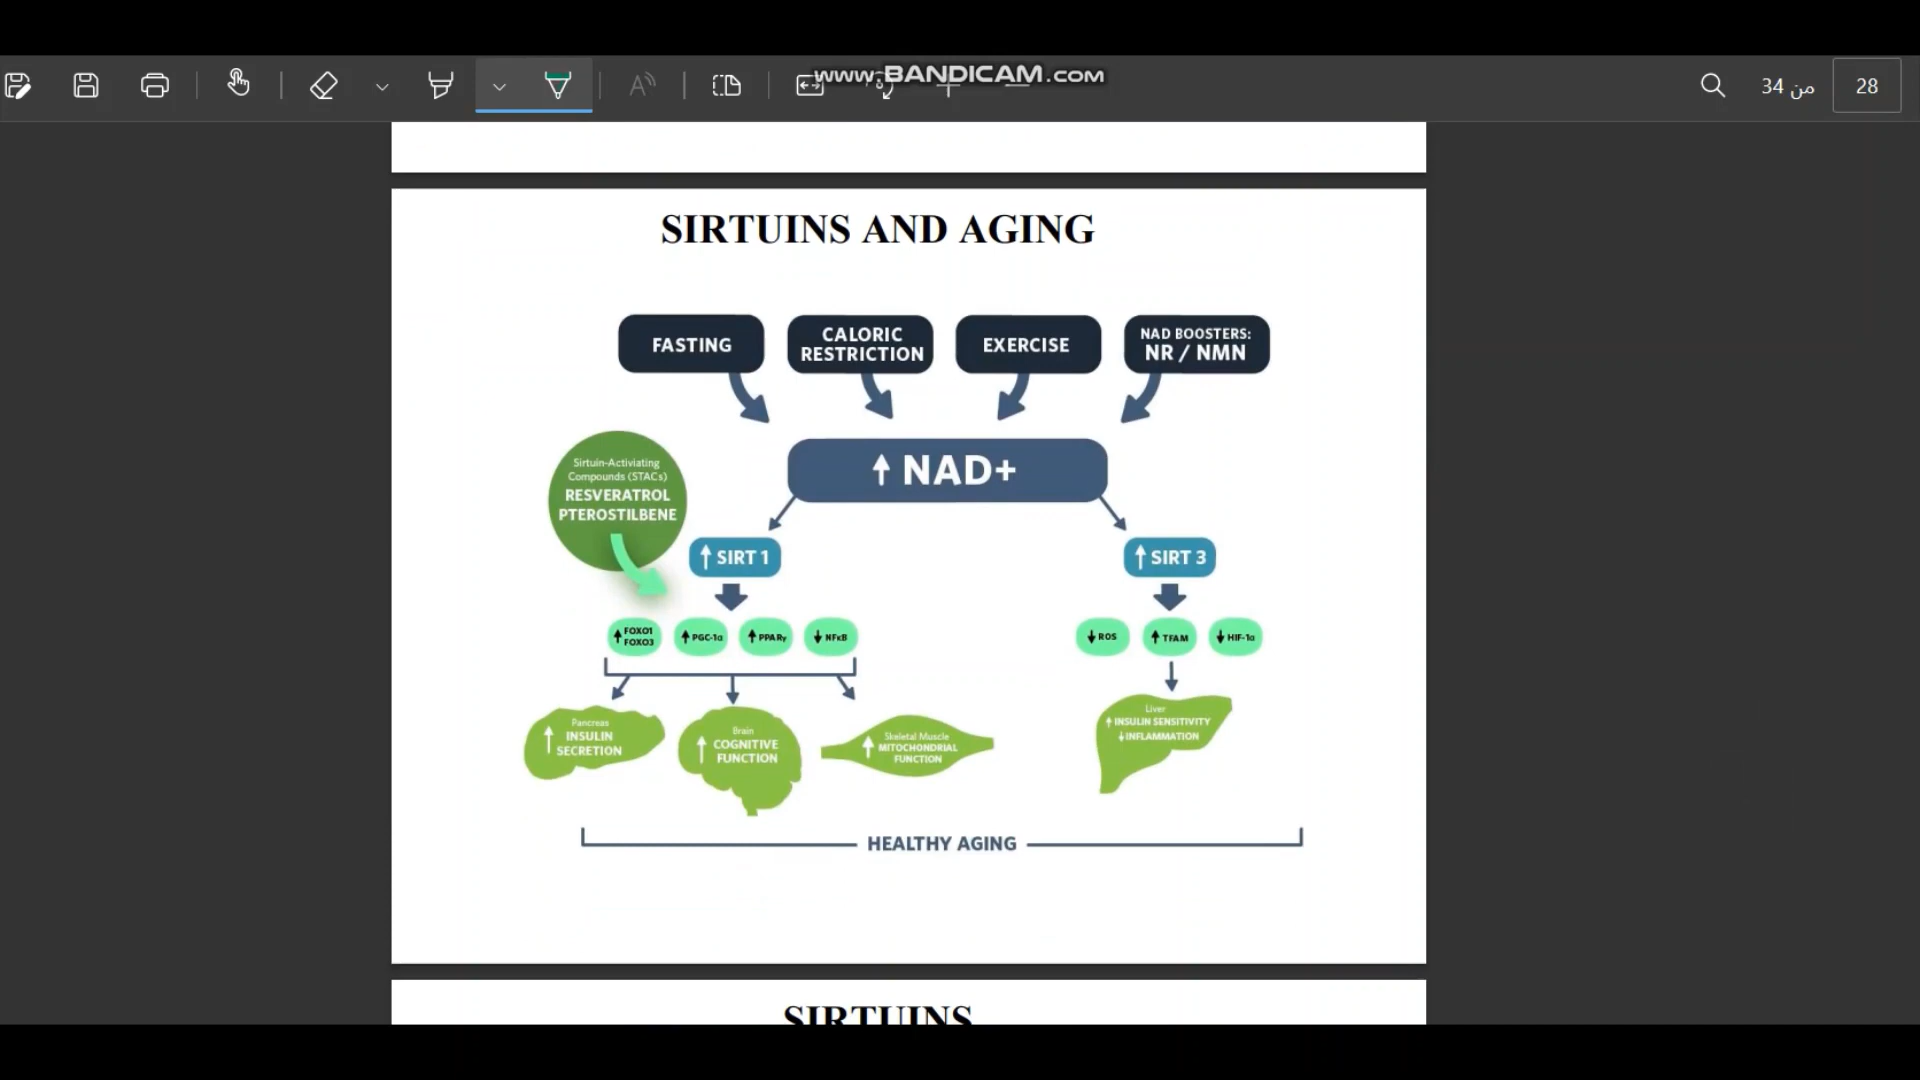 www.BANDICAM.com
28
من 34
SIRTUINS AND AGING
FASTING
CALORIC
RESTRICTION
EXERCISE
NAD BOOSTERS:
NR / NMN
↑ NAD+
Sirtuin-Activiating
Compounds (STACs)
RESVERATROL
PTEROSTILBENE
↑ SIRT 1
↑ SIRT 3
↑ FOXO1
FOXO3
↑ PGC-1α
↑ PPARγ
↓ NFκB
↓ ROS
↑ TFAM
↓ HIF-1α
Pancreas
↑ INSULIN
SECRETION
Brain
↑ COGNITIVE
FUNCTION
Skeletal Muscle
↑ MITOCHONDRIAL
FUNCTION
Liver
↑ INSULIN SENSITIVITY
↓ INFLAMMATION
HEALTHY AGING
SIRTUINS